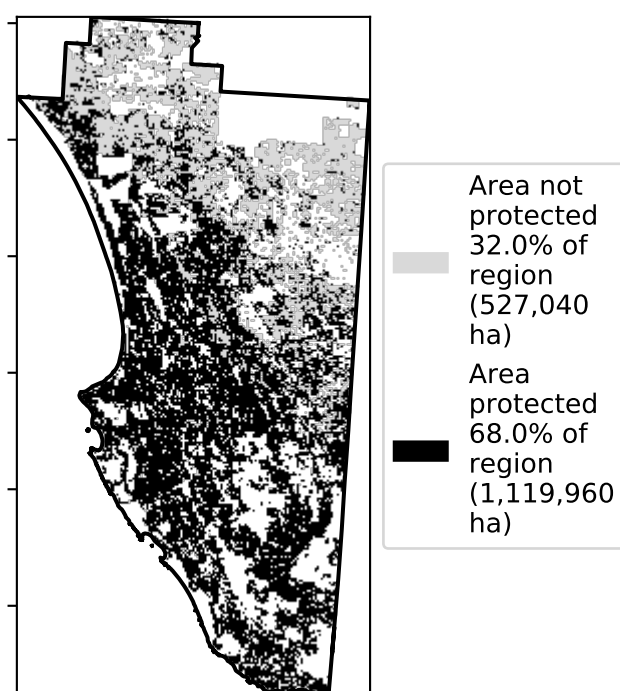 Area not
protected
32.0% of
region
(527,040
ha)
Area
protected
68.0% of
region
(1,119,960
ha)